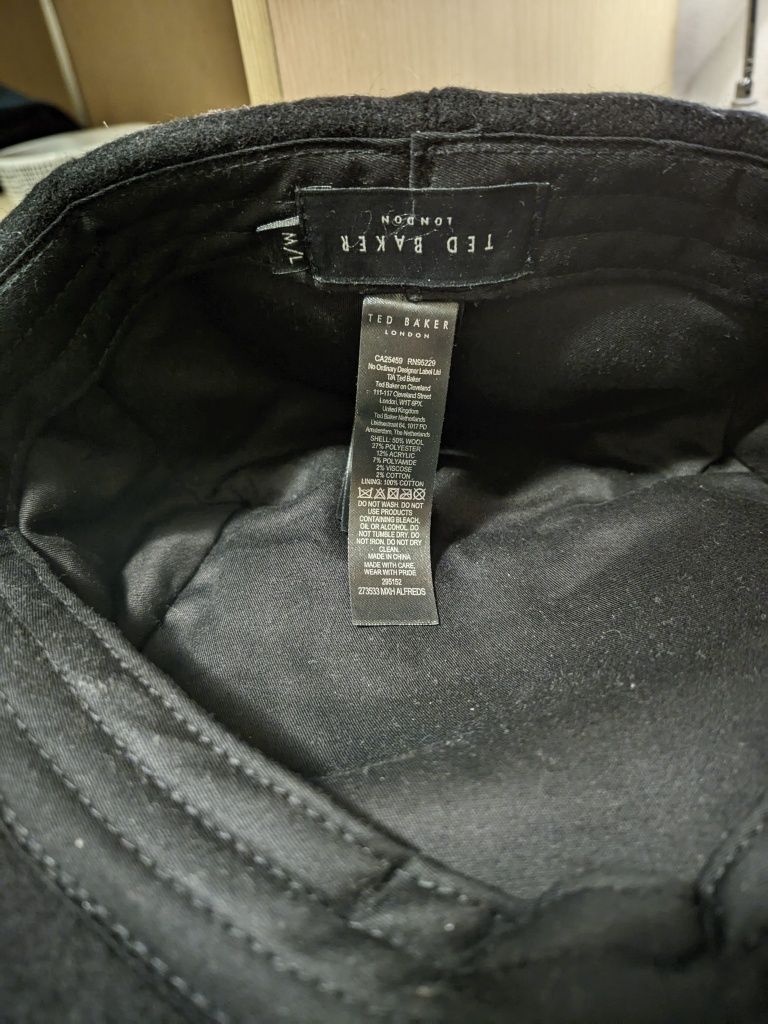 TED BAKER
LONDON
M/L
TED BAKER
LONDON
CA25459 RN95229
No Ordinary Designer Label Ltd
T/A Ted Baker
Ted Baker on Cleveland
111-117 Cleveland Street
London, W1T 6PX.
United Kingdom
Ted Baker Netherlands
64, 1017 PD
Amsterdam, The Netherlands
SHELL: 50% WOOL
27% POLYESTER
12% ACRYLIC
7% POLYAMIDE
2% VISCOSE
2% COTTON
LINING: 100% COTTON
DO NOT WASH. DO NOT
USE PRODUCTS
CONTAINING BLEACH,
OIL OR ALCOHOL. DO
NOT TUMBLE DRY. DO
NOT IRON. DO NOT DRY
CLEAN.
MADE IN CHINA
MADE WITH CARE,
WEAR WITH PRIDE.
295152
273533 MXH ALFREDS